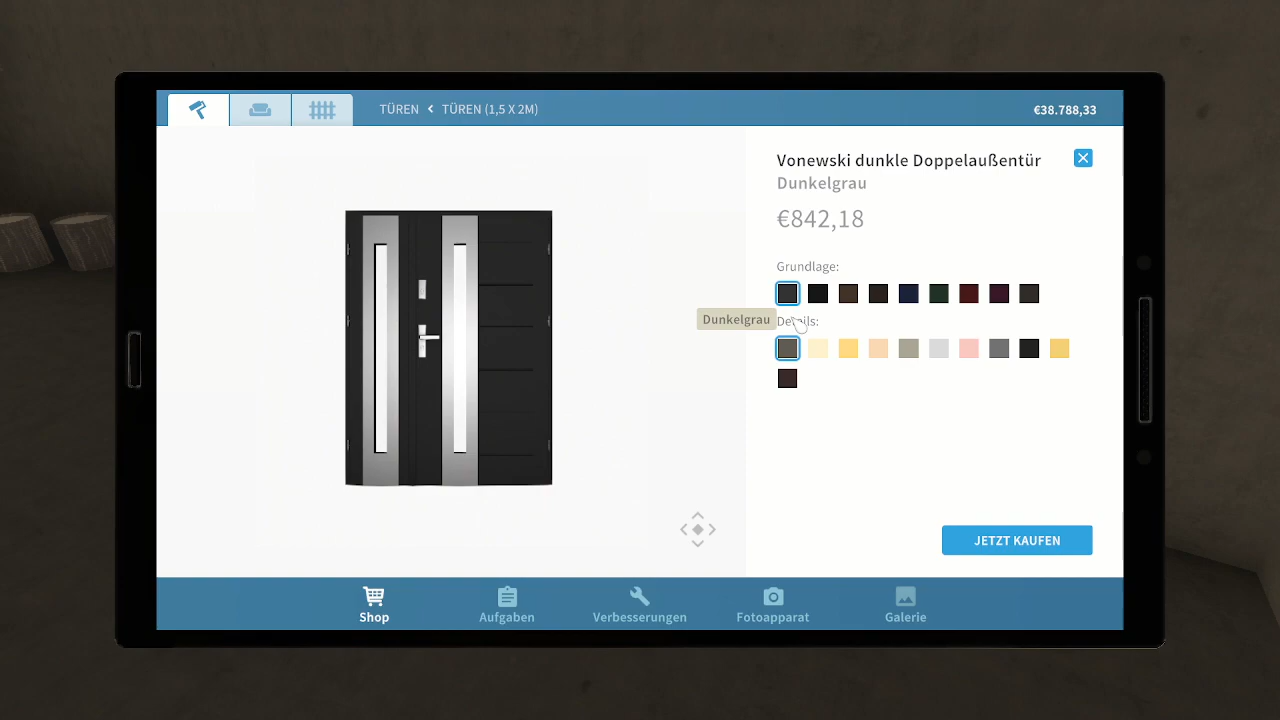 TÜREN < TÜREN (1,5 X 2M)
€38.788,33
Vonewski dunkle Doppelaußentür
Dunkelgrau
€842,18
Grundlage:
Dunkelgrau
Details:
JETZT KAUFEN
Shop
Aufgaben
Verbesserungen
Fotoapparat
Galerie